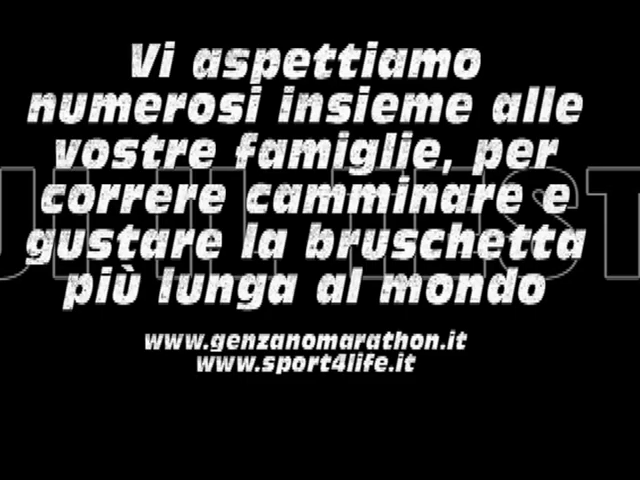 Vi aspettiamo
numerosi insieme alle
vostre famiglie, per
correre camminare e
gustare la bruschetta
più lunga al mondo
www.genzanomarathon.it
www.sport4life.it